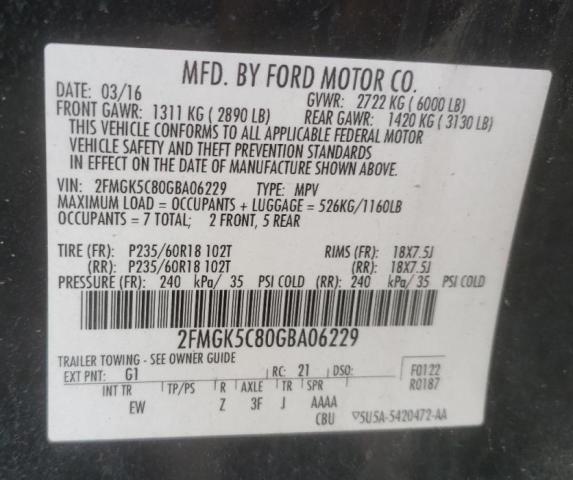 MFD. BY FORD MOTOR CO.
DATE: 03/16 GVWR: 2722 KG (6000 LB)
FRONT GAWR: 1311 KG (2890 LB) REAR GAWR: 1420 KG (3130 LB)
THIS VEHICLE CONFORMS TO ALL APPLICABLE FEDERAL MOTOR
VEHICLE SAFETY AND THEFT PREVENTION STANDARDS
IN EFFECT ON THE DATE OF MANUFACTURE SHOWN ABOVE.
VIN: 2FMGK5C80GBA06229 TYPE: MPV
MAXIMUM LOAD = OCCUPANTS + LUGGAGE = 526KG/1160LB
OCCUPANTS = 7 TOTAL; 2 FRONT, 5 REAR
TIRE (FR): P235/60R18 102T RIMS (FR): 18X7.5J
(RR): P235/60R18 102T (RR): 18X7.5J
PRESSURE (FR): 240 kPa/ 35 PSI COLD (RR): 240 kPa/ 35 PSI COLD
2FMGK5C80GBA06229
TRAILER TOWING - SEE OWNER GUIDE
EXT PNT: G1 RC: 21 DSO: F0122
R0187
INT TR TP/PS R AXLE TR SPR
EW Z 3F J AAAA
CBU 5U5A-5420472-AA